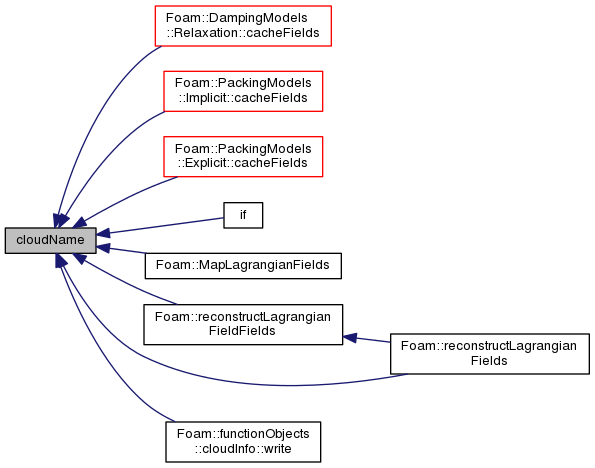 Foam::DampingModels
::Relaxation::cacheFields
Foam::PackingModels
::Implicit::cacheFields
Foam::PackingModels
::Explicit::cacheFields
if
cloudName
Foam::MapLagrangianFields
Foam::reconstructLagrangian
FieldFields
Foam::reconstructLagrangian
Fields
Foam::functionObjects
::cloudInfo::write